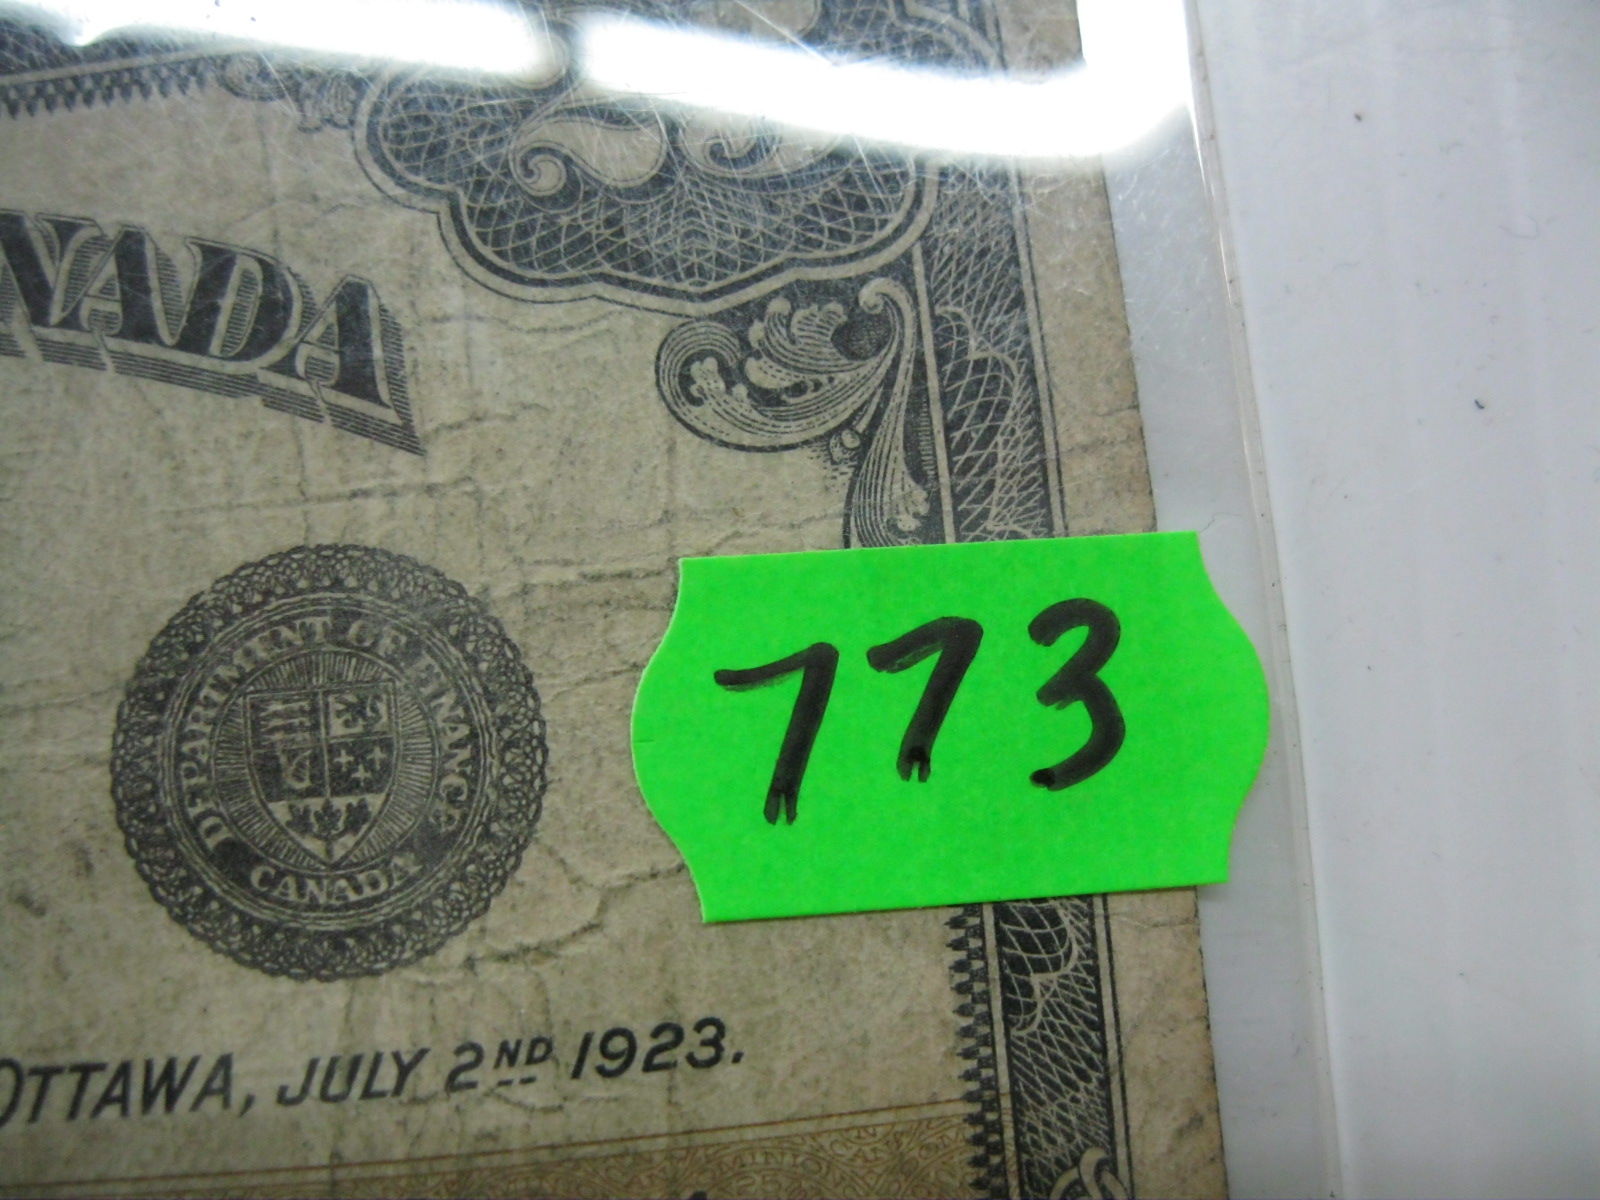 NADA
DEPARTMENT OF FINANCE
CANADA
773
OTTAWA, JULY 2ND 1923.